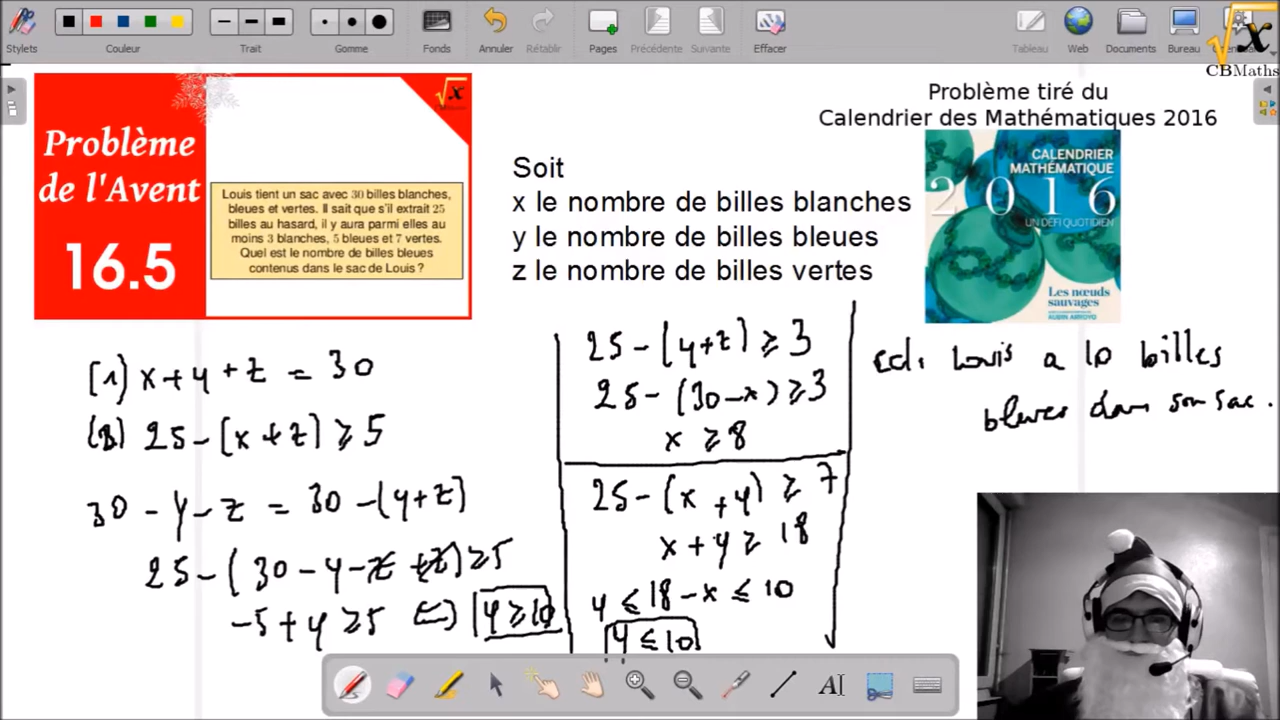 Stylets
Couleur
Trait
Gomme
Fonds
Annuler
Rétablir
Pages
Précédente
Suivante
Effacer
Tableau
Web
Documents
Bureau
√x
CBMaths
Problème
de l'Avent
16.5
Louis tient un sac avec 30 billes blanches,
bleues et vertes. Il sait que s'il extrait 25
billes au hasard, il y aura parmi elles au
moins 3 blanches, 5 bleues et 7 vertes.
Quel est le nombre de billes bleues
contenus dans le sac de Louis ?
Problème tiré du
Calendrier des Mathématiques 2016
CALENDRIER
MATHÉMATIQUE
2016
UN DÉFI QUOTIDIEN
Les nœuds
sauvages
AUBIN ARROYO
Soit
x le nombre de billes blanches
y le nombre de billes bleues
z le nombre de billes vertes
(1) x + y + z = 30
25 - (x + z) ≥ 5
30 - y - z = 30 - (y + z)
25 - (30 - y - z + z) ≥ 5
-5 + y ≥ 5 ⇔ y ≥ 10
25 - (y + z) ≥ 3
25 - (30 - x) ≥ 3
x ≥ 8
25 - (x + y) ≥ 7
x + y ≥ 18
y ≤ 18 - x ≤ 10
y ≤ 10
Ccl: Louis a 10 billes
bleues dans son sac.